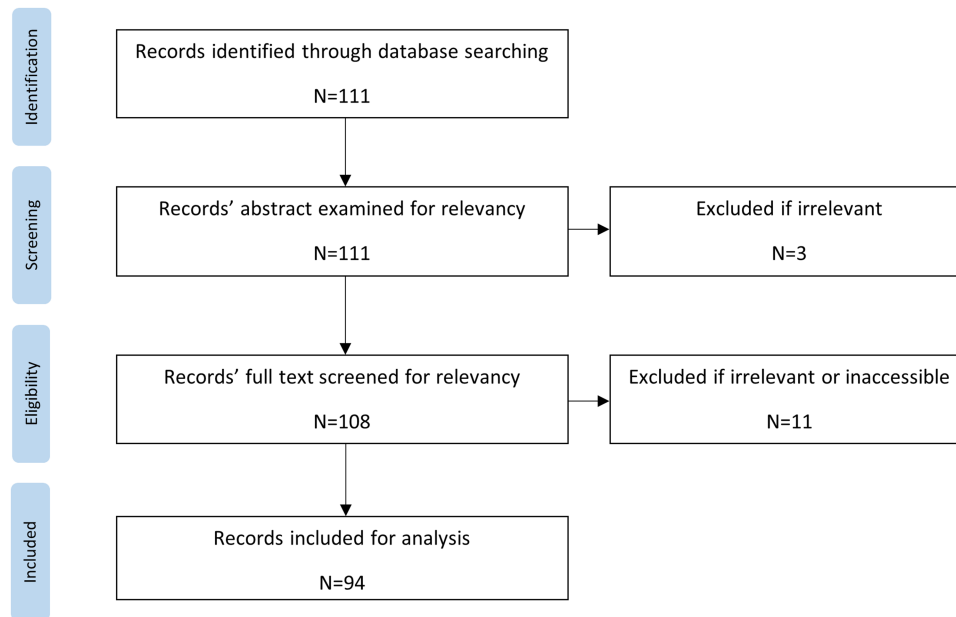 Identification
Records identified through database searching
N=111
Screening
Records' abstract examined for relevancy
N=111
Excluded if irrelevant
N=3
Eligibility
Records' full text screened for relevancy
N=108
Excluded if irrelevant or inaccessible
N=11
Included
Records included for analysis
N=94